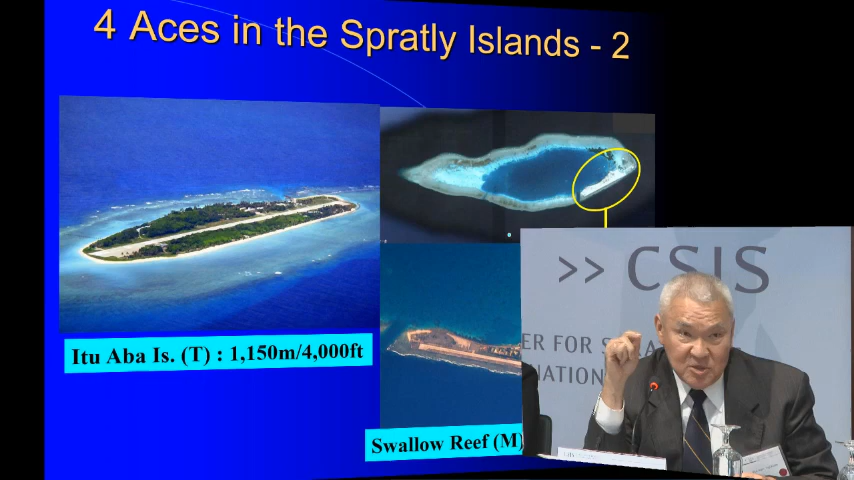 4 Aces in the Spratly Islands - 2
Itu Aba Is. (T) : 1,150m/4,000ft
Swallow Reef (M)
>> CSIS
ER FOR S
NATION